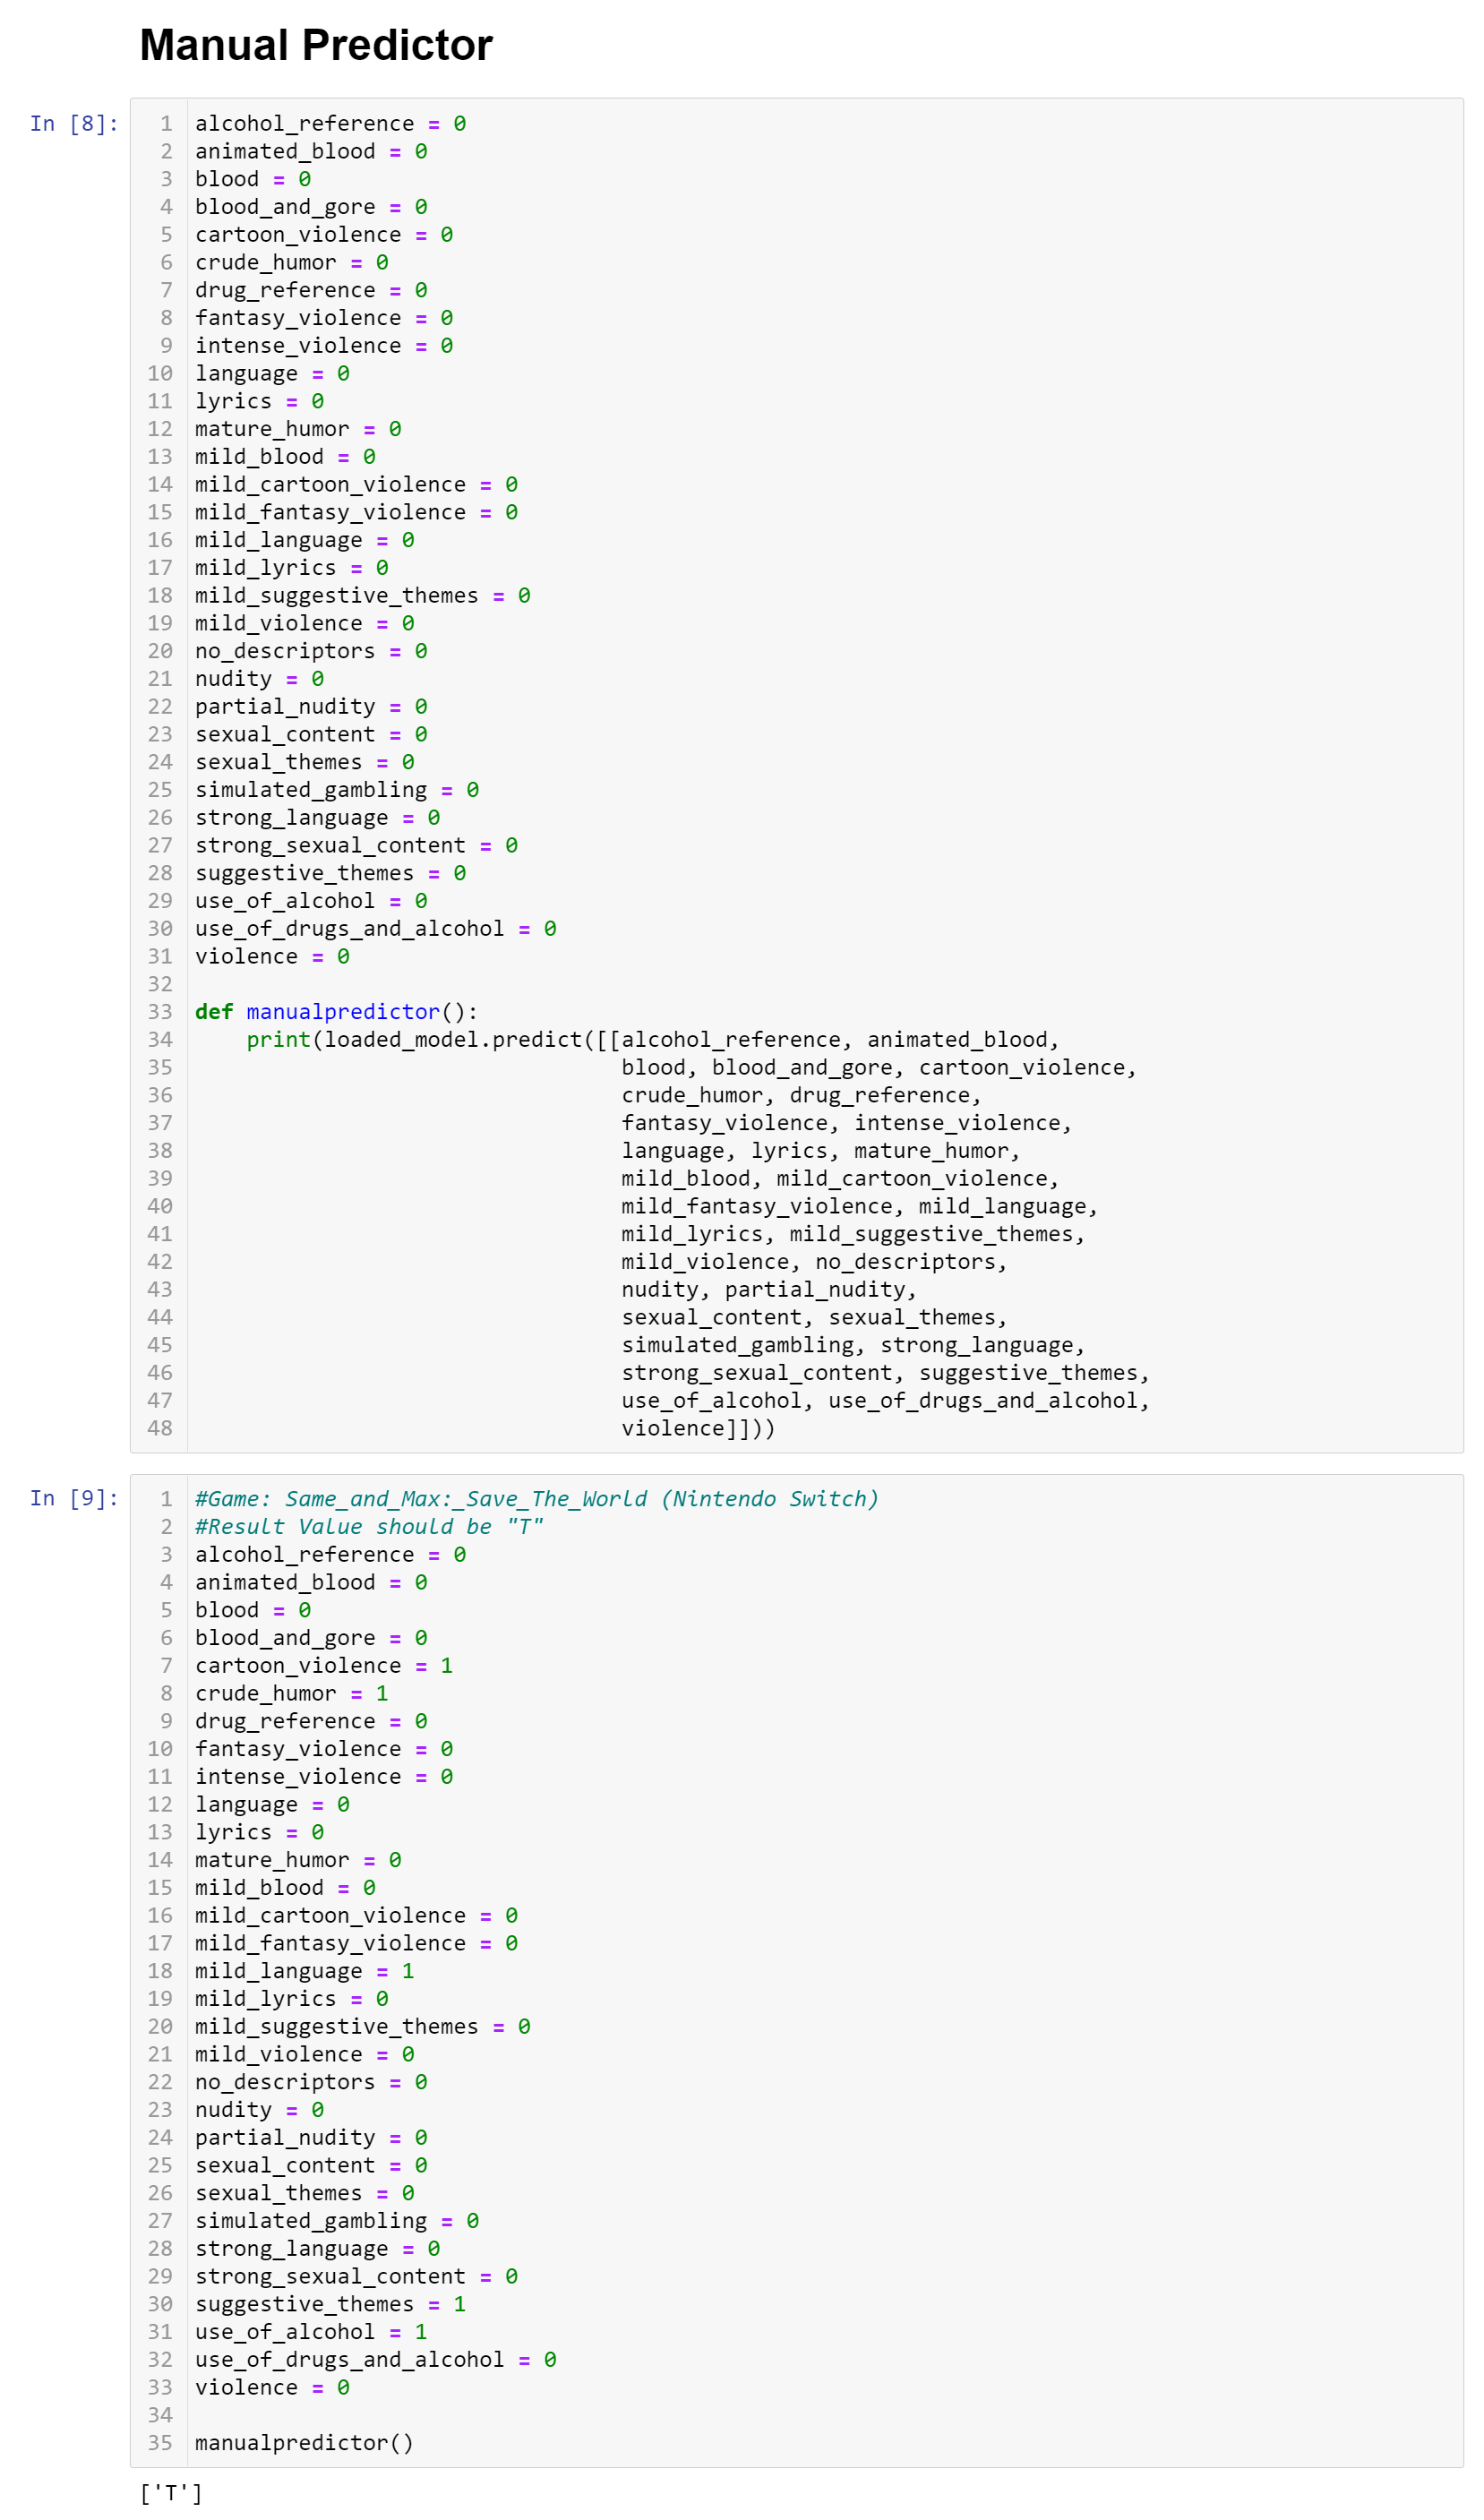 Manual Predictor
In [8]:
1 alcohol_reference = 0
2 animated_blood = 0
3 blood = 0
4 blood_and_gore = 0
5 cartoon_violence = 0
6 crude_humor = 0
7 drug_reference = 0
8 fantasy_violence = 0
9 intense_violence = 0
10 language = 0
11 lyrics = 0
12 mature_humor = 0
13 mild_blood = 0
14 mild_cartoon_violence = 0
15 mild_fantasy_violence = 0
16 mild_language = 0
17 mild_lyrics = 0
18 mild_suggestive_themes = 0
19 mild_violence = 0
20 no_descriptors = 0
21 nudity = 0
22 partial_nudity = 0
23 sexual_content = 0
24 sexual_themes = 0
25 simulated_gambling = 0
26 strong_language = 0
27 strong_sexual_content = 0
28 suggestive_themes = 0
29 use_of_alcohol = 0
30 use_of_drugs_and_alcohol = 0
31 violence = 0
32
33 def manualpredictor():
34     print(loaded_model.predict([[alcohol_reference, animated_blood,
35                                  blood, blood_and_gore, cartoon_violence,
36                                  crude_humor, drug_reference,
37                                  fantasy_violence, intense_violence,
38                                  language, lyrics, mature_humor,
39                                  mild_blood, mild_cartoon_violence,
40                                  mild_fantasy_violence, mild_language,
41                                  mild_lyrics, mild_suggestive_themes,
42                                  mild_violence, no_descriptors,
43                                  nudity, partial_nudity,
44                                  sexual_content, sexual_themes,
45                                  simulated_gambling, strong_language,
46                                  strong_sexual_content, suggestive_themes,
47                                  use_of_alcohol, use_of_drugs_and_alcohol,
48                                  violence]]))
In [9]:
1 #Game: Same_and_Max:_Save_The_World (Nintendo Switch)
2 #Result Value should be "T"
3 alcohol_reference = 0
4 animated_blood = 0
5 blood = 0
6 blood_and_gore = 0
7 cartoon_violence = 1
8 crude_humor = 1
9 drug_reference = 0
10 fantasy_violence = 0
11 intense_violence = 0
12 language = 0
13 lyrics = 0
14 mature_humor = 0
15 mild_blood = 0
16 mild_cartoon_violence = 0
17 mild_fantasy_violence = 0
18 mild_language = 1
19 mild_lyrics = 0
20 mild_suggestive_themes = 0
21 mild_violence = 0
22 no_descriptors = 0
23 nudity = 0
24 partial_nudity = 0
25 sexual_content = 0
26 sexual_themes = 0
27 simulated_gambling = 0
28 strong_language = 0
29 strong_sexual_content = 0
30 suggestive_themes = 1
31 use_of_alcohol = 1
32 use_of_drugs_and_alcohol = 0
33 violence = 0
34
35 manualpredictor()
['T']